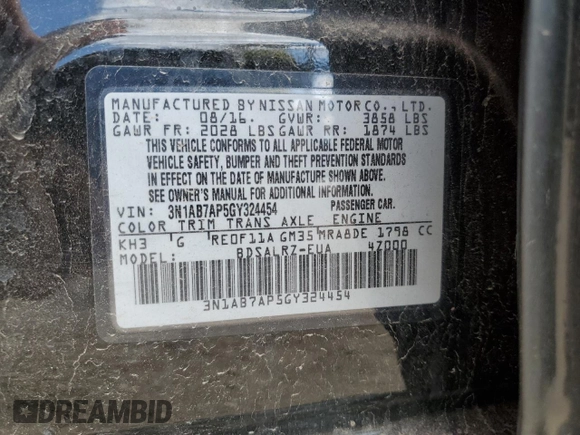 MANUFACTURED BY NISSAN MOTOR CO., LTD.
DATE: 08/16. GVWR: 3858 LBS
GAWR FR: 2028 LBS GAWR RR: 1874 LBS
THIS VEHICLE CONFORMS TO ALL APPLICABLE FEDERAL MOTOR
VEHICLE SAFETY, BUMPER AND THEFT PREVENTION STANDARDS
IN EFFECT ON THE DATE OF MANUFACTURE SHOWN ABOVE.
SEE OWNER'S MANUAL FOR ADDITIONAL INFORMATION.
VIN: 3N1AB7AP5GY324454 PASSENGER CAR.
COLOR TRIM TRANS AXLE ENGINE
KH3 G RE0F11A GM35 MRA8DE 1798 CC
MODEL: BDSALRZ-EUA 47000
3N1AB7AP5GY324454
DREAMBID